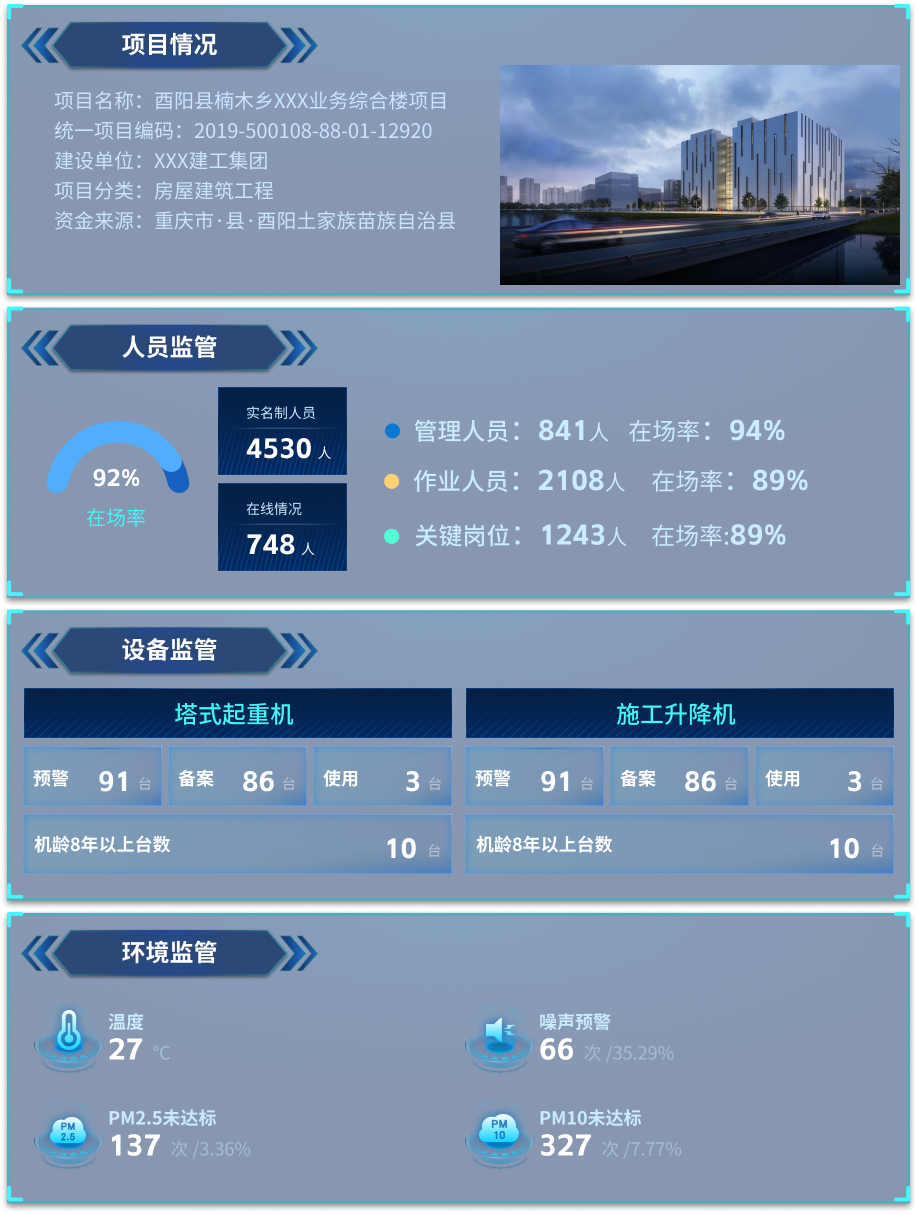 项目情况
项目名称：酉阳县楠木乡XXX业务综合楼项目
统一项目编码：2019-500108-88-01-12920
建设单位：XXX建工集团
项目分类：房屋建筑工程
资金来源：重庆市·县·酉阳土家族苗族自治县
人员监管
92%
在场率
实名制人员
4530 人
在线情况
748 人
管理人员：841人 在场率：94%
作业人员：2108人 在场率：89%
关键岗位：1243人 在场率:89%
设备监管
塔式起重机
预警 91 台 备案 86 台 使用 3 台
机龄8年以上台数 10 台
施工升降机
预警 91 台 备案 86 台 使用 3 台
机龄8年以上台数 10 台
环境监管
温度
27 ℃
噪声预警
66 次 /35.29%
PM
2.5
PM2.5未达标
137 次 /3.36%
PM
10
PM10未达标
327 次 /7.77%